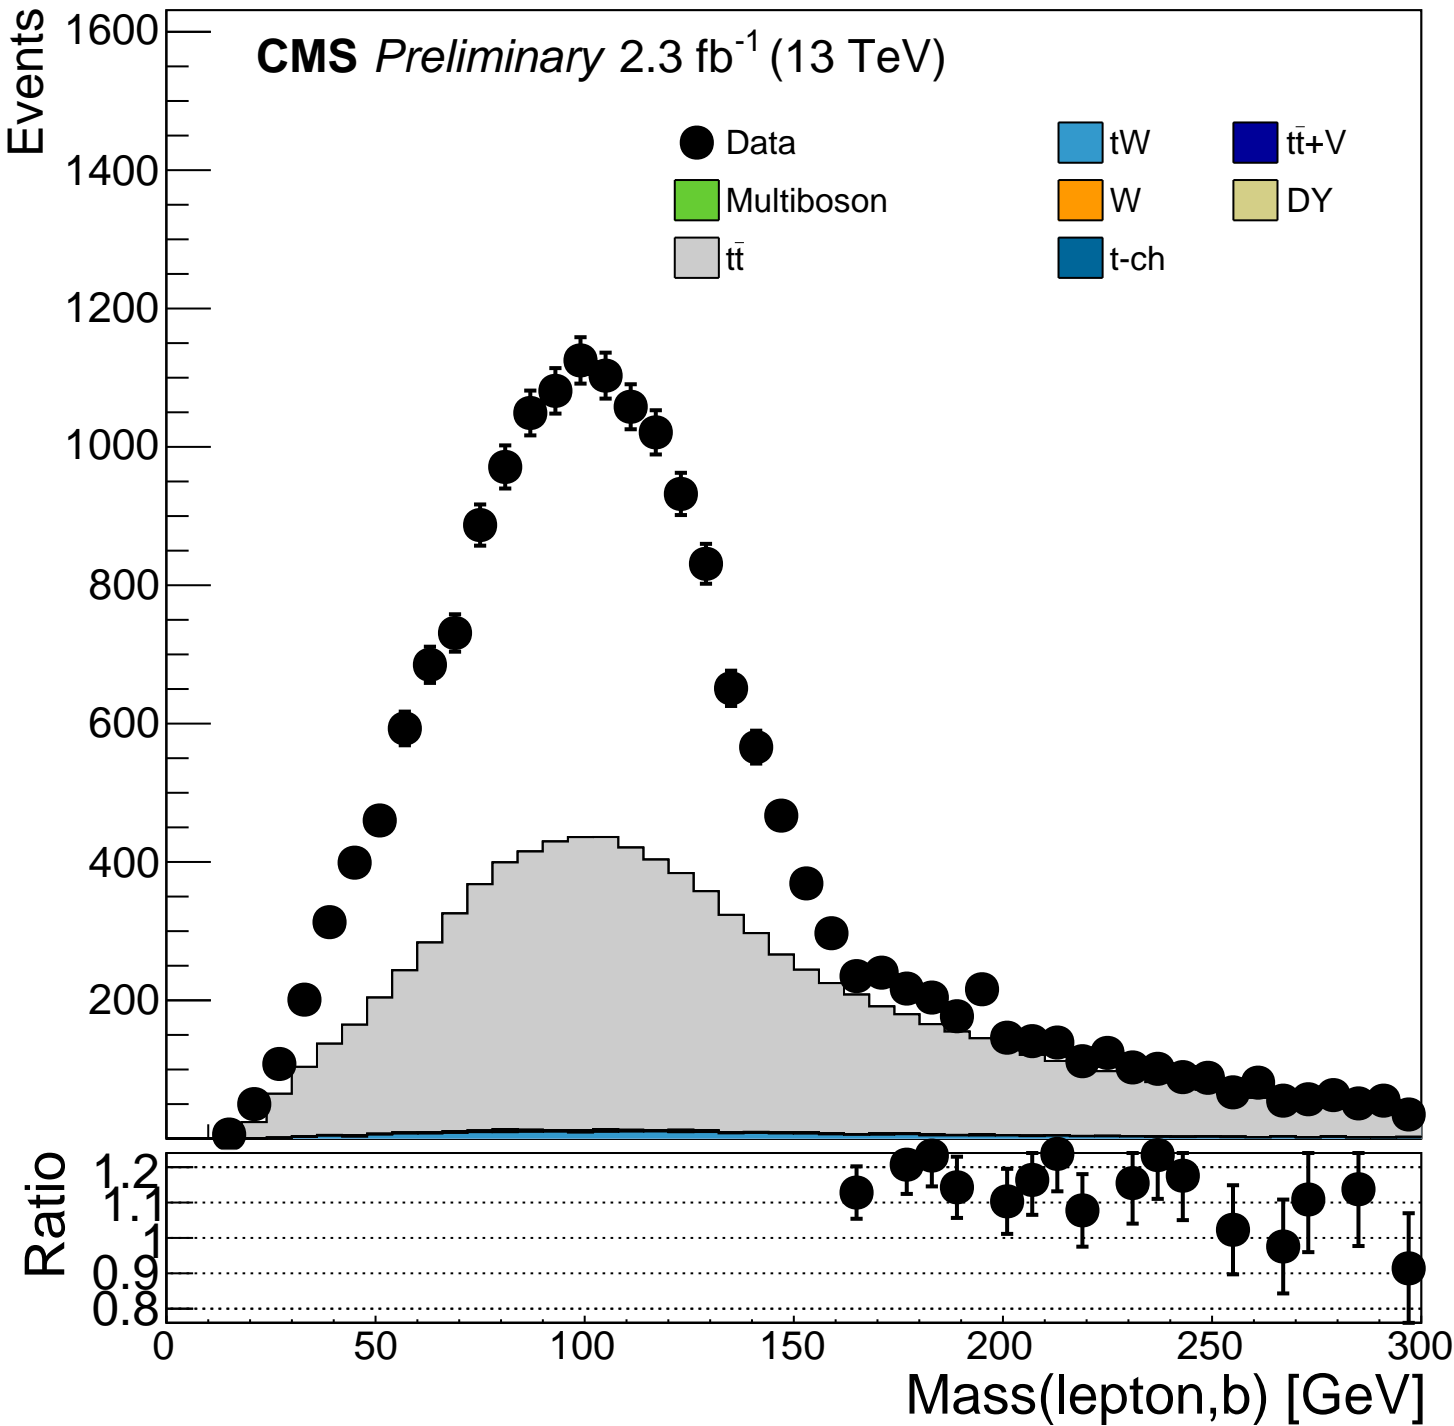 CMS Preliminary 2.3 fb⁻¹ (13 TeV)
Events
1600
1400
1200
1000
800
600
400
200
Data
Multiboson
tt̄
tW
W
t-ch
tt̄+V
DY
Ratio
1.2
1.1
1
0.9
0.8
0 50 100 150 200 250 300
Mass(lepton,b) [GeV]